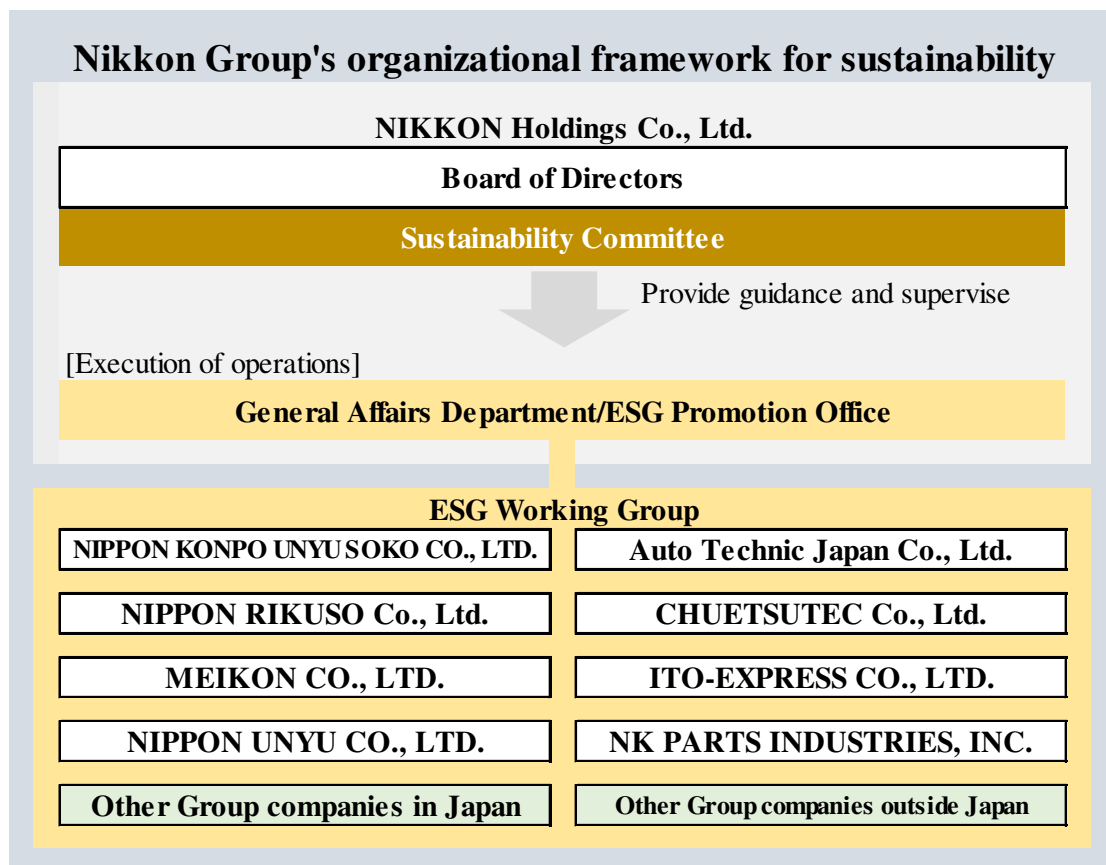 Nikkon Group's organizational framework for sustainability
NIKKON Holdings Co., Ltd.
Board of Directors
Sustainability Committee
Provide guidance and supervise
[Execution of operations]
General Affairs Department/ESG Promotion Office
ESG Working Group
NIPPON KONPO UNYU SOKO CO., LTD.
Auto Technic Japan Co., Ltd.
NIPPON RIKUSO Co., Ltd.
CHUETSUTEC Co., Ltd.
MEIKON CO., LTD.
ITO-EXPRESS CO., LTD.
NIPPON UNYU CO., LTD.
NK PARTS INDUSTRIES, INC.
Other Group companies in Japan
Other Group companies outside Japan